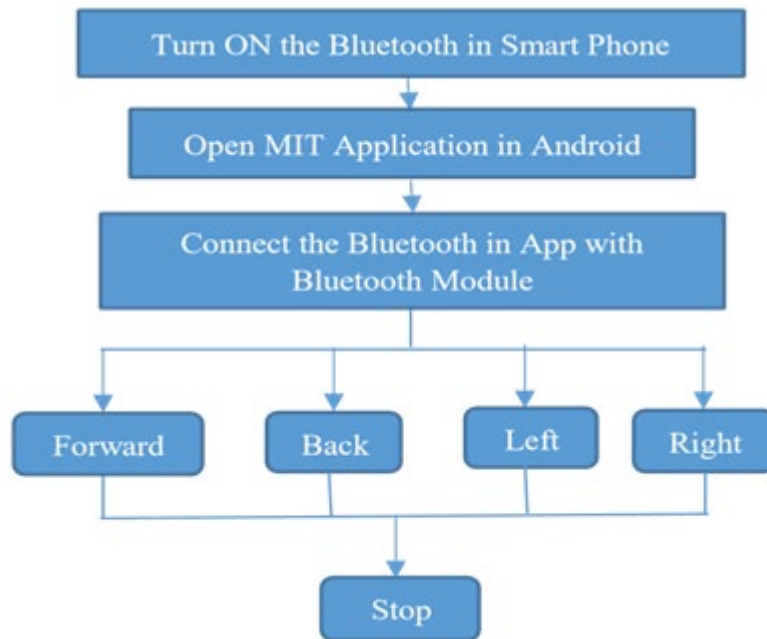 Turn ON the Bluetooth in Smart Phone
Open MIT Application in Android
Connect the Bluetooth in App with
Bluetooth Module
Forward
Back
Left
Right
Stop